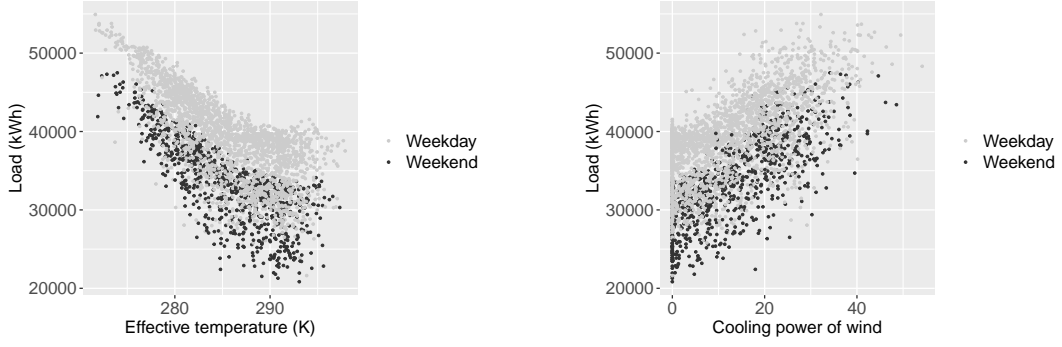 50000
40000
30000
20000
Load (kWh)
280 290
Effective temperature (K)
Weekday
Weekend
50000
40000
30000
20000
Load (kWh)
0 20 40
Cooling power of wind
Weekday
Weekend